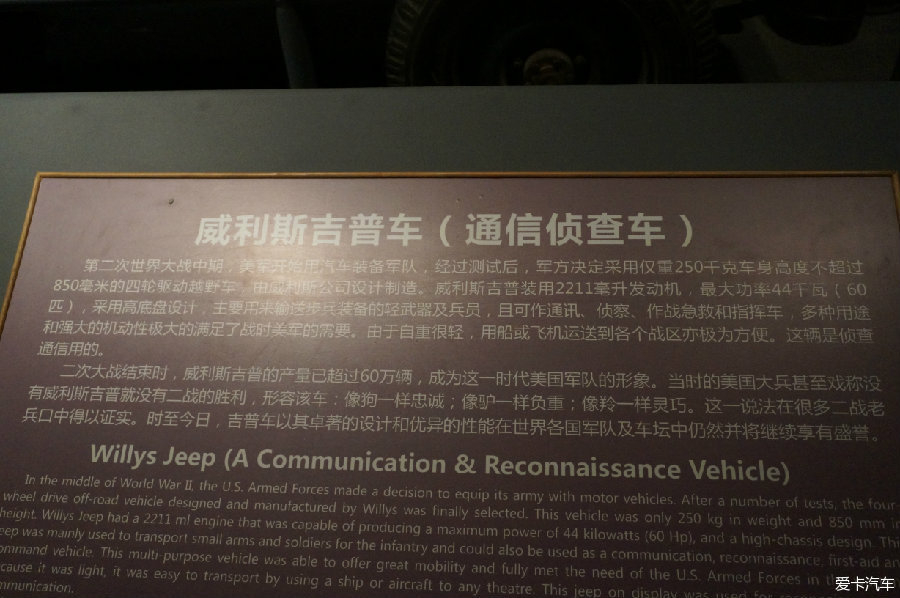 威利斯吉普车（通信侦查车）
第二次世界大战中期，美军开始用汽车装备军队，经过测试后，军方决定采用仅重250千克车身高度不超过
850毫米的四轮驱动越野车，由威利斯公司设计制造。威利斯吉普装用2211毫升发动机，最大功率44千瓦（60
匹），采用高底盘设计，主要用来输送步兵装备的轻武器及兵员，且可作通讯、侦察、作战急救和指挥车，多种用途
和强大的机动性极大的满足了战时美军的需要。由于自重很轻，用船或飞机运送到各个战区亦极为方便。这辆是侦查
通信用的。
二次大战结束时，威利斯吉普的产量已超过60万辆，成为这一时代美国军队的形象。当时的美国大兵甚至戏称没
有威利斯吉普就没有二战的胜利，形容该车：像狗一样忠诚；像驴一样负重；像羚一样灵巧。这一说法在很多二战老
兵口中得以证实。时至今日，吉普车以其卓著的设计和优异的性能在世界各国军队及车坛中仍然并将继续享有盛誉。
Willys Jeep (A Communication & Reconnaissance Vehicle)
In the middle of World War II, the U.S. Armed Forces made a decision to equip its army with motor vehicles. After a number of tests, the four-
wheel drive off-road vehicle designed and manufactured by Willys was finally selected. This vehicle was only 250 kg in weight and 850 mm in
height. Willys Jeep had a 2211 ml engine that was capable of producing a maximum power of 44 kilowatts (60 Hp), and a high-chassis design. This
jeep was mainly used to transport small arms and soldiers for the infantry and could also be used as a communication, reconnaissance, first-aid an
ommand vehicle. This multi-purpose vehicle was able to offer great mobility and fully met the need of the U.S. Armed Forces in th
cause it was light, it was easy to transport by using a ship or aircraft to any theatre. This jeep on display was used for
mmunication.
爱卡汽车